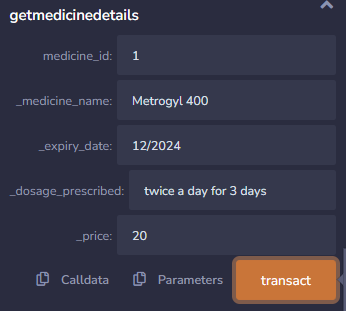 getmedicinedetails
medicine_id: 1
_medicine_name: Metrogyl 400
_expiry_date: 12/2024
_dosage_prescribed: twice a day for 3 days
_price: 20
Calldata Parameters transact